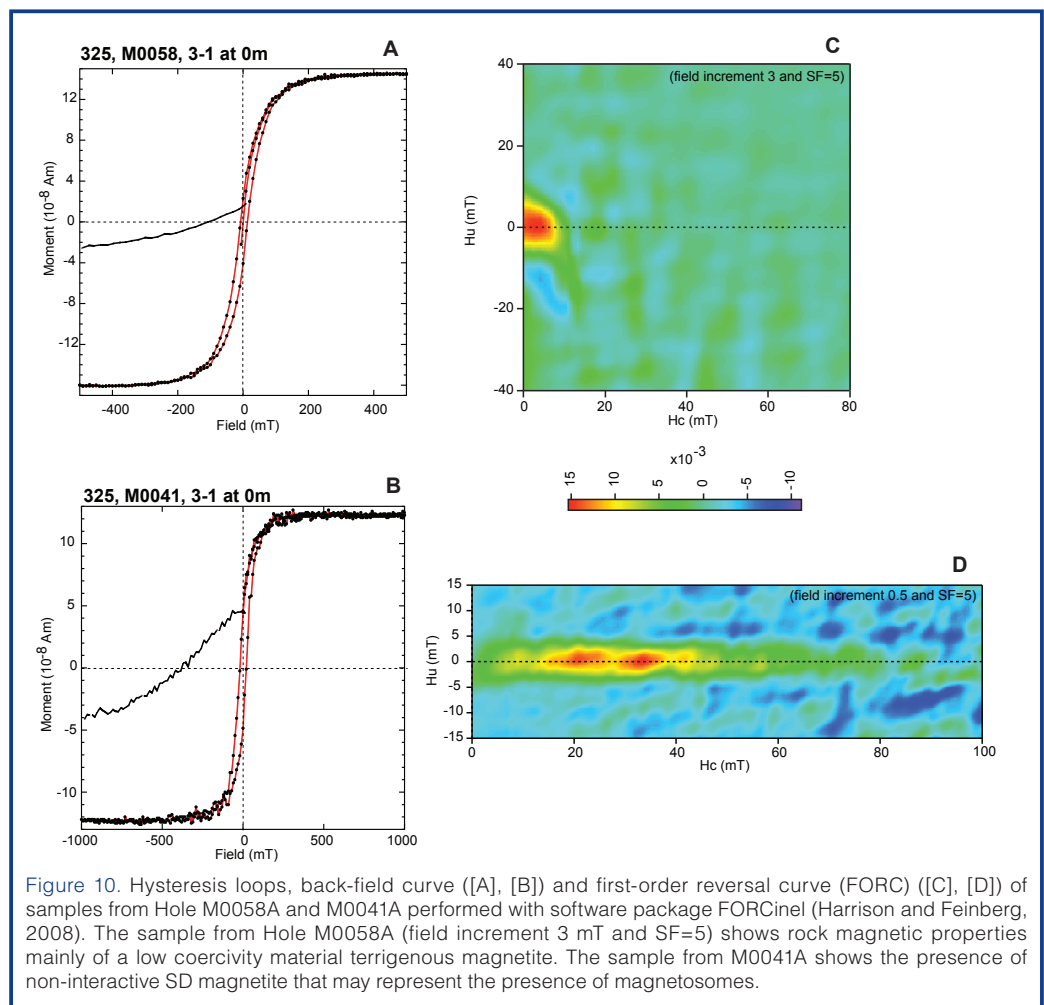 325, M0058, 3-1 at 0m
A
12
8
4
0
-4
-8
-12
Moment (10-8 Am)
-400
-200
0
200
400
Field (mT)
C
(field increment 3 and SF=5)
40
20
0
-20
-40
Hu (mT)
0
20
40
60
80
Hc (mT)
x10-3
15
10
5
0
-5
-10
325, M0041, 3-1 at 0m
B
10
5
0
-5
-10
Moment (10-8 Am)
-1000
-500
0
500
1000
Field (mT)
D
(field increment 0.5 and SF=5)
15
10
5
0
-5
-10
-15
Hu (mT)
0
20
40
60
80
100
Hc (mT)
Figure 10. Hysteresis loops, back-field curve ([A], [B]) and first-order reversal curve (FORC) ([C], [D]) of
samples from Hole M0058A and M0041A performed with software package FORCinel (Harrison and Feinberg,
2008). The sample from Hole M0058A (field increment 3 mT and SF=5) shows rock magnetic properties
mainly of a low coercivity material terrigenous magnetite. The sample from M0041A shows the presence of
non-interactive SD magnetite that may represent the presence of magnetosomes.